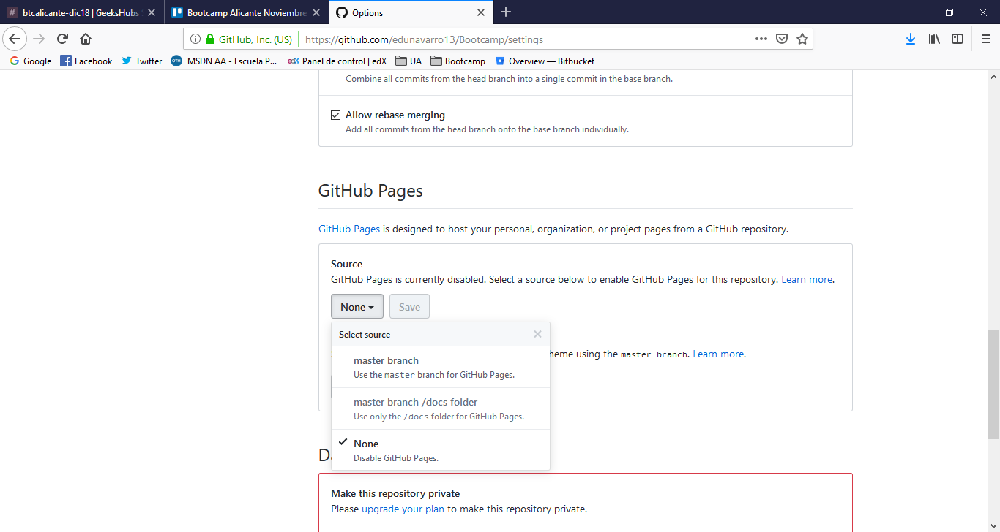 btcalicante-dic18 | GeeksHubs
Bootcamp Alicante Noviembre
Options
GitHub, Inc. (US)
https://github.com/edunavarro13/Bootcamp/settings
Google
Facebook
Twitter
MSDN AA - Escuela P...
edX
Panel de control | edX
UA
Bootcamp
Overview — Bitbucket
Combine all commits from the head branch into a single commit in the base branch.
Allow rebase merging
Add all commits from the head branch onto the base branch individually.
GitHub Pages
GitHub Pages is designed to host your personal, organization, or project pages from a GitHub repository.
Source
GitHub Pages is currently disabled. Select a source below to enable GitHub Pages for this repository. Learn more.
None
Save
Select source
heme using the master branch. Learn more.
master branch
Use the master branch for GitHub Pages.
master branch /docs folder
Use only the /docs folder for GitHub Pages.
None
Disable GitHub Pages.
Make this repository private
Please upgrade your plan to make this repository private.